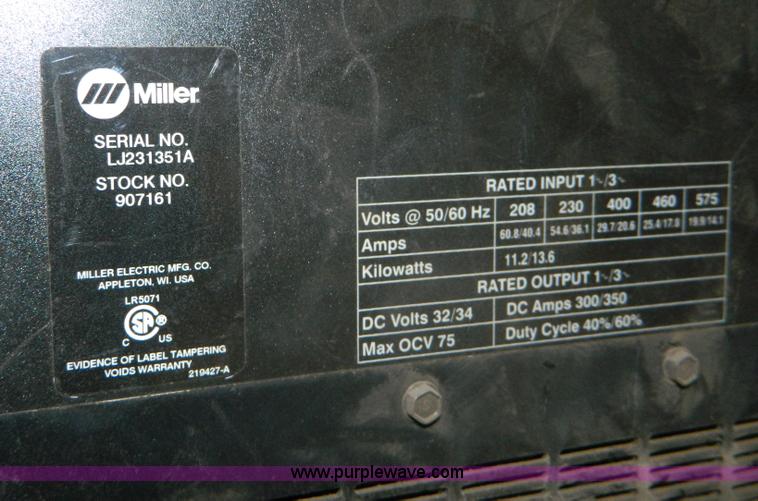 Miller
SERIAL NO.
LJ231351A
STOCK NO.
907161
MILLER ELECTRIC MFG. CO.
APPLETON, WI. USA
LR5071
SA ®
C US
EVIDENCE OF LABEL TAMPERING
VOIDS WARRANTY
219427-A
RATED INPUT 1~/3~
Volts @ 50/60 Hz 208 230 400 460 575
Amps 60.8/40.4 54.6/36.1 29.7/20.6 25.4/17.8 19.9/14.1
Kilowatts 11.2/13.6
RATED OUTPUT 1~/3~
DC Volts 32/34 DC Amps 300/350
Max OCV 75 Duty Cycle 40%/60%
www.purplewave.com